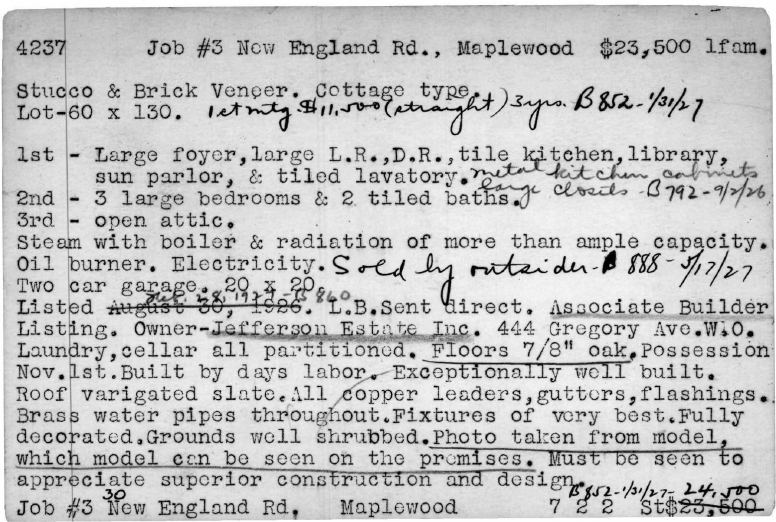 4237 Job #3 New England Rd., Maplewood $23,500 1fam.
Stucco & Brick Veneer. Cottage type.
Lot-60 x 130. 1st mtg $11,500 (straight) 3 yrs. B852-1/31/27
1st - Large foyer,large L.R.,D.R.,tile kitchen,library,
sun parlor, & tiled lavatory. metal kitchen cabinets
large closets - B792-9/2/26
2nd - 3 large bedrooms & 2 tiled baths.
3rd - open attic.
Steam with boiler & radiation of more than ample capacity.
Oil burner. Electricity. Sold by outsider - B888-5/17/27
Two car garage. 20 x 20.
28, 1927-B860
Listed August 30, 1926. L.B.Sent direct. Associate Builder
Listing. Owner-Jefferson Estate Inc. 444 Gregory Ave.W.O.
Laundry,cellar all partitioned. Floors 7/8" oak.Possession
Nov.1st.Built by days labor. Exceptionally well built.
Roof varigated slate.All copper leaders,gutters,flashings.
Brass water pipes throughout.Fixtures of very best.Fully
decorated.Grounds well shrubbed.Photo taken from model,
which model can be seen on the premises. Must be seen to
appreciate superior construction and design.
B852-1/31/27- 24,500
30
Job #3 New England Rd. Maplewood 7 2 2 St$23,500